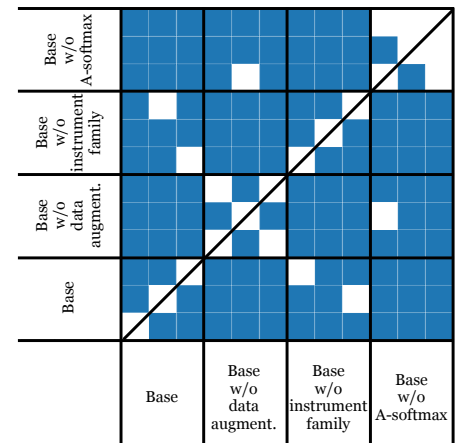 Base
w/o
A-softmax
Base
w/o
instrument
family
Base
w/o
data
augment.
Base
Base
Base
w/o
data
augment.
Base
w/o
instrument
family
Base
w/o
A-softmax